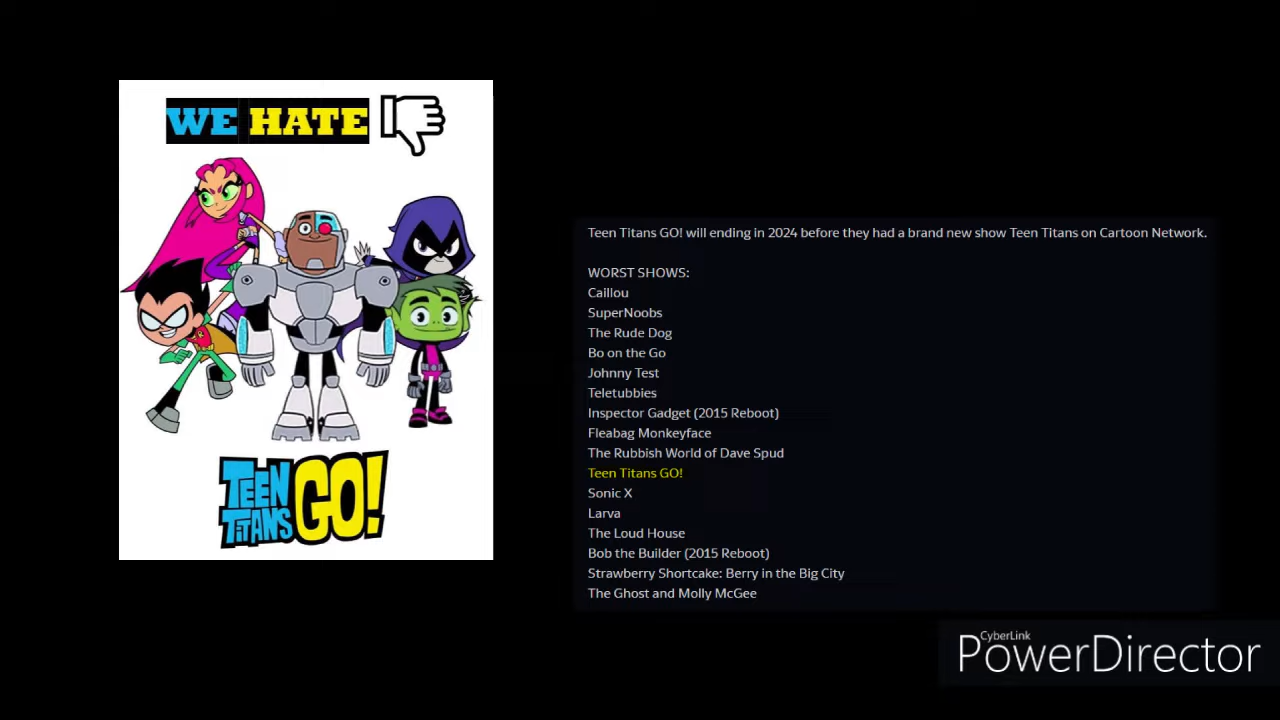 WE HATE
TEEN
TITANS
GO!
Teen Titans GO! will ending in 2024 before they had a brand new show Teen Titans on Cartoon Network.
WORST SHOWS:
Caillou
SuperNoobs
The Rude Dog
Bo on the Go
Johnny Test
Teletubbies
Inspector Gadget (2015 Reboot)
Fleabag Monkeyface
The Rubbish World of Dave Spud
Teen Titans GO!
Sonic X
Larva
The Loud House
Bob the Builder (2015 Reboot)
Strawberry Shortcake: Berry in the Big City
The Ghost and Molly McGee
CyberLink
PowerDirector